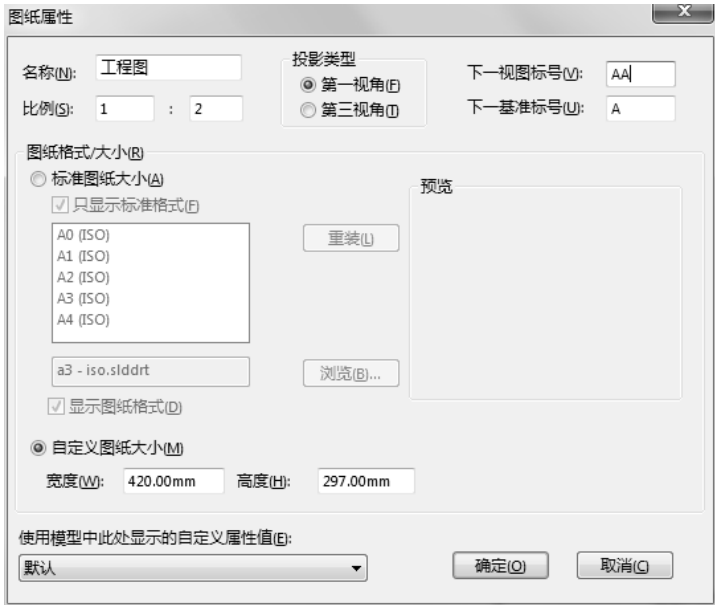 图纸属性
名称(N): 工程图
比例(S): 1 : 2
投影类型
第一视角(F)
第三视角(T)
下一视图标号(V): AA
下一基准标号(U): A
图纸格式/大小(R)
标准图纸大小(A)
只显示标准格式(F)
A0 (ISO)
A1 (ISO)
A2 (ISO)
A3 (ISO)
A4 (ISO)
重装(L)
a3 - iso.slddrt
浏览(B)...
显示图纸格式(D)
预览
自定义图纸大小(M)
宽度(W): 420.00mm 高度(H): 297.00mm
使用模型中此处显示的自定义属性值(E):
默认
确定(O) 取消(C)